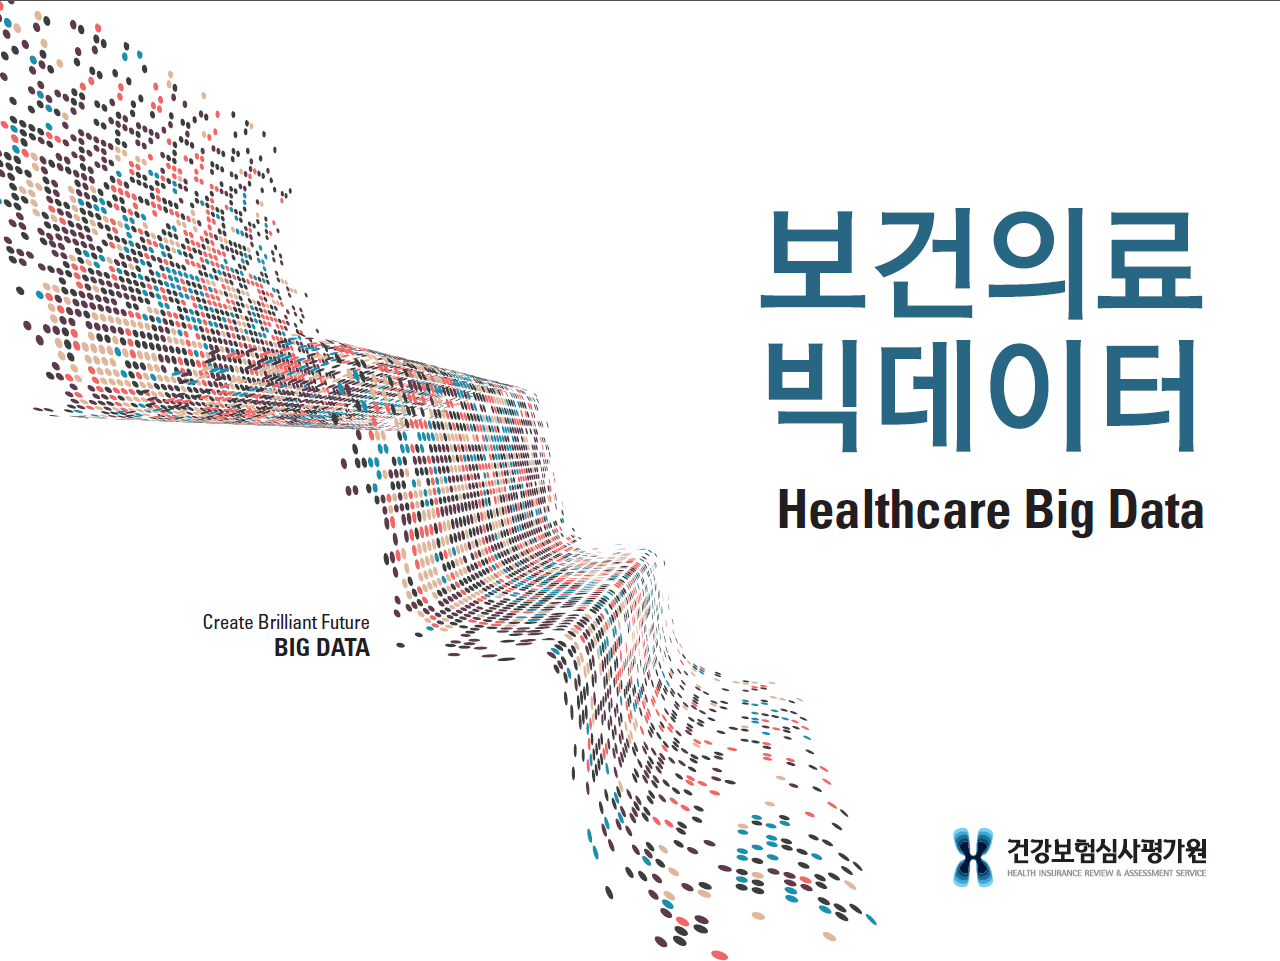 보건의료
빅데이터
Healthcare Big Data
Create Brilliant Future
BIG DATA
건강보험심사평가원
HEALTH INSURANCE REVIEW & ASSESSMENT SERVICE